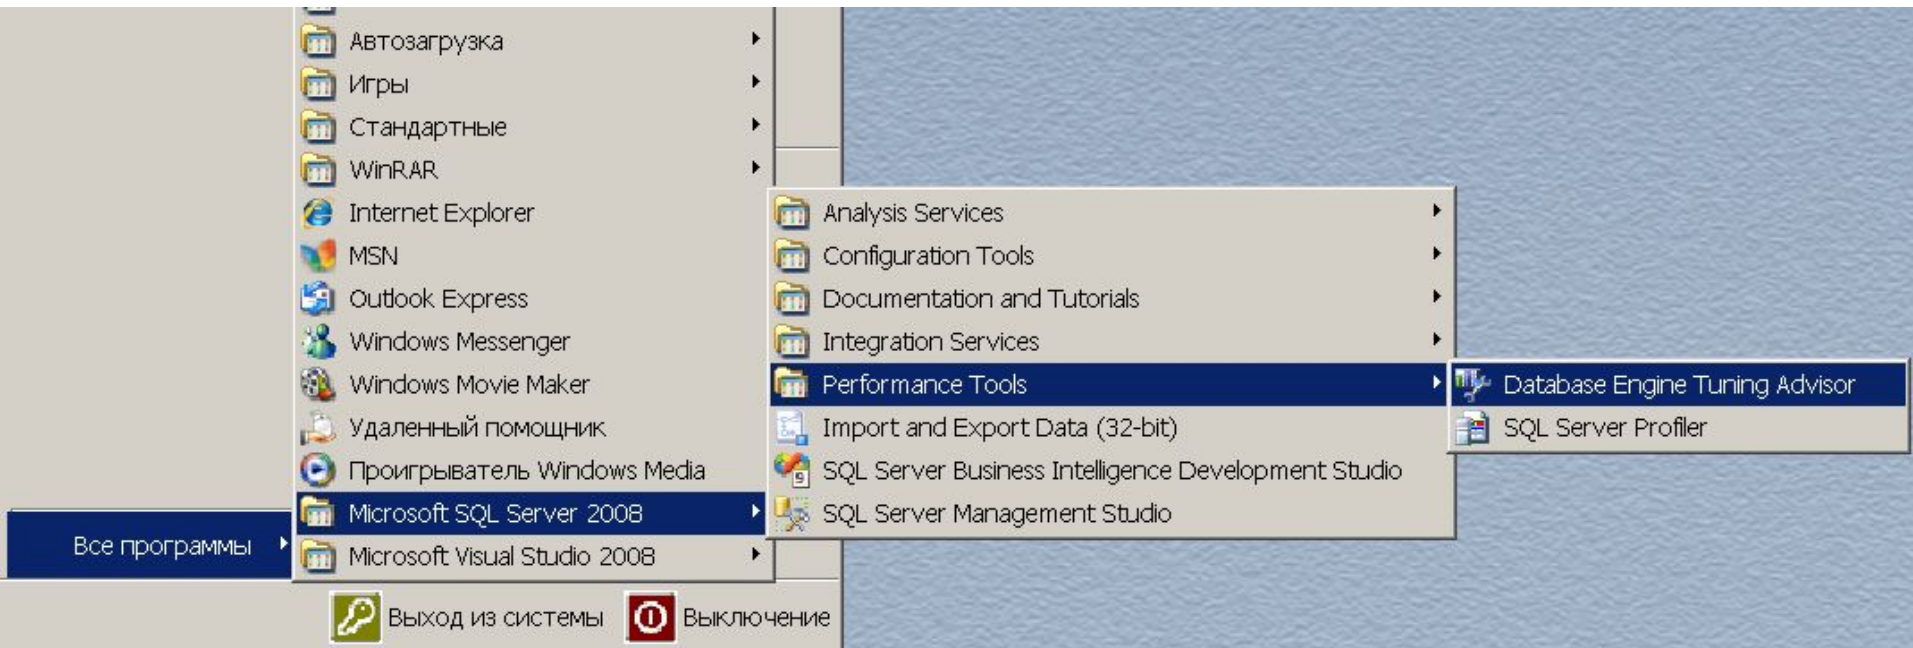 Автозагрузка
Игры
Стандартные
WinRAR
Internet Explorer
MSN
Outlook Express
Windows Messenger
Windows Movie Maker
Удаленный помощник
Проигрыватель Windows Media
Microsoft SQL Server 2008
Microsoft Visual Studio 2008
Все программы
Выход из системы
Выключение
Analysis Services
Configuration Tools
Documentation and Tutorials
Integration Services
Performance Tools
Import and Export Data (32-bit)
SQL Server Business Intelligence Development Studio
SQL Server Management Studio
Database Engine Tuning Advisor
SQL Server Profiler